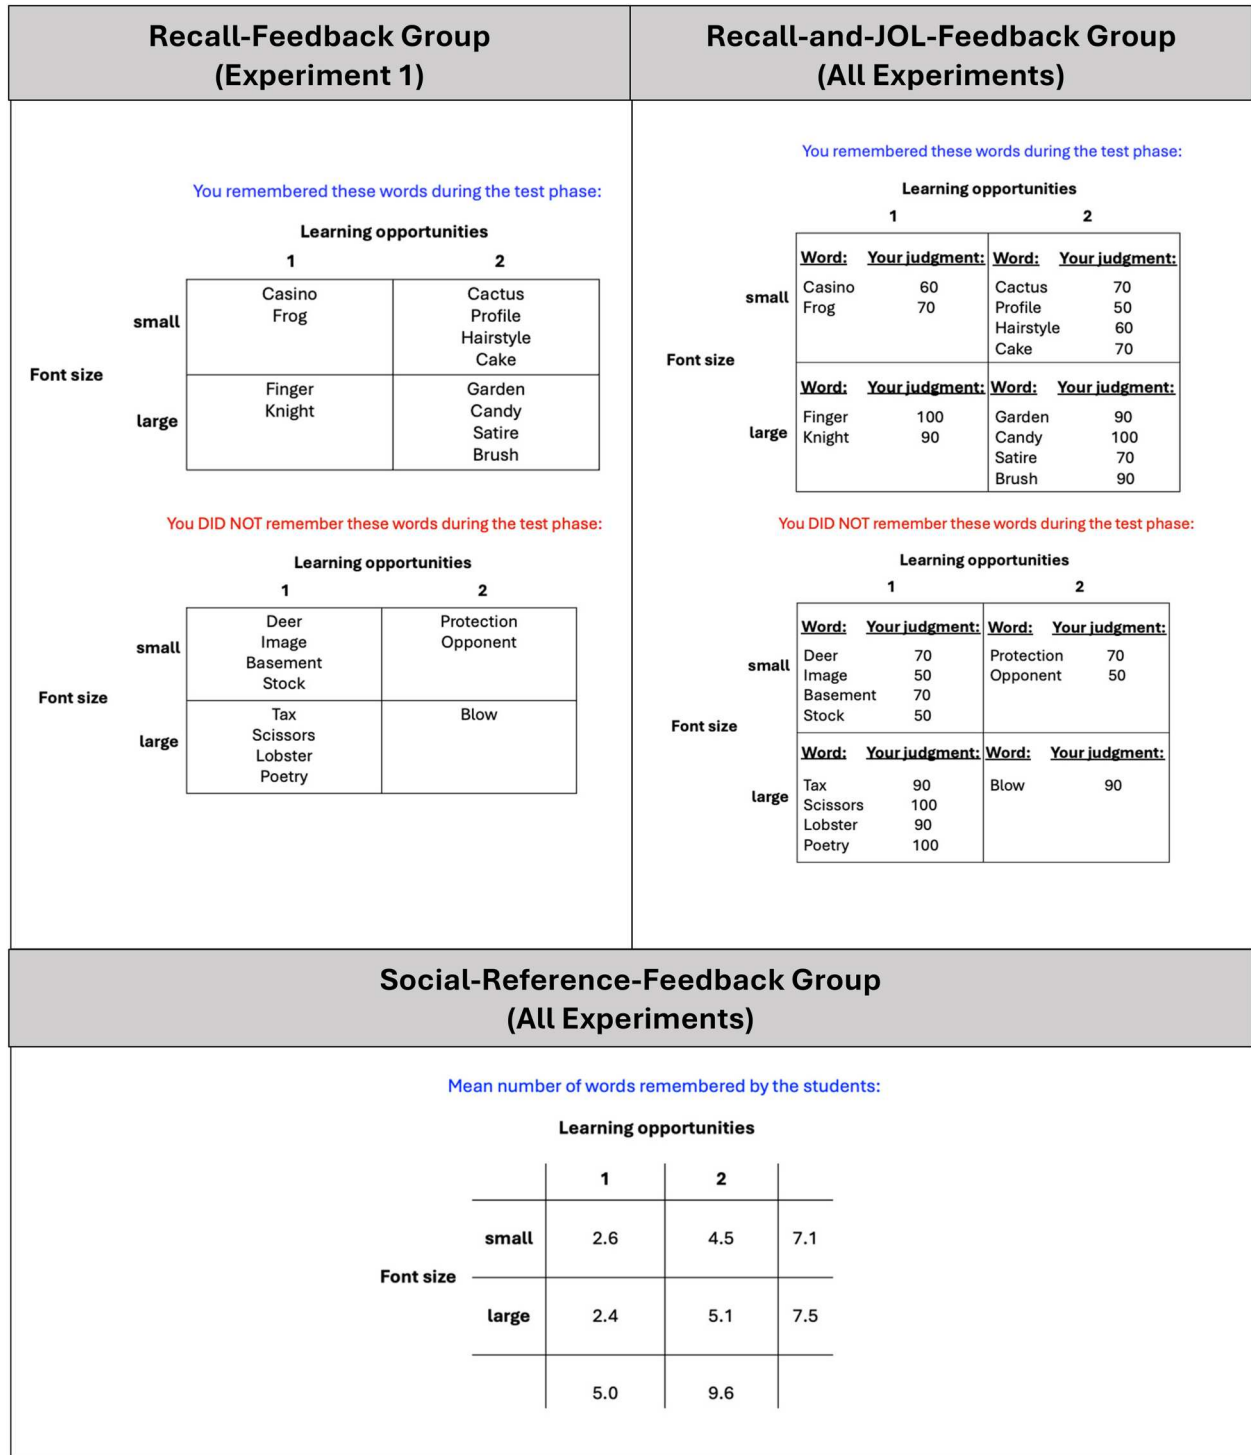 Recall-Feedback Group
(Experiment 1)
You remembered these words during the test phase:
Learning opportunities
1 2
small
Casino Cactus
Frog Profile
Hairstyle
Cake
Font size
large
Finger Garden
Knight Candy
Satire
Brush
You DID NOT remember these words during the test phase:
Learning opportunities
1 2
small
Deer Protection
Image Opponent
Basement
Stock
Font size
large
Tax Blow
Scissors
Lobster
Poetry
Recall-and-JOL-Feedback Group
(All Experiments)
You remembered these words during the test phase:
Learning opportunities
1 2
Word: Your judgment: Word: Your judgment:
small
Casino 60 Cactus 70
Frog 70 Profile 50
Hairstyle 60
Cake 70
Font size
Word: Your judgment: Word: Your judgment:
large
Finger 100 Garden 90
Knight 90 Candy 100
Satire 70
Brush 90
You DID NOT remember these words during the test phase:
Learning opportunities
1 2
Word: Your judgment: Word: Your judgment:
small
Deer 70 Protection 70
Image 50 Opponent 50
Basement 70
Stock 50
Font size
Word: Your judgment: Word: Your judgment:
large
Tax 90 Blow 90
Scissors 100
Lobster 90
Poetry 100
Social-Reference-Feedback Group
(All Experiments)
Mean number of words remembered by the students:
Learning opportunities
1 2
small 2.6 4.5 7.1
Font size
large 2.4 5.1 7.5
5.0 9.6